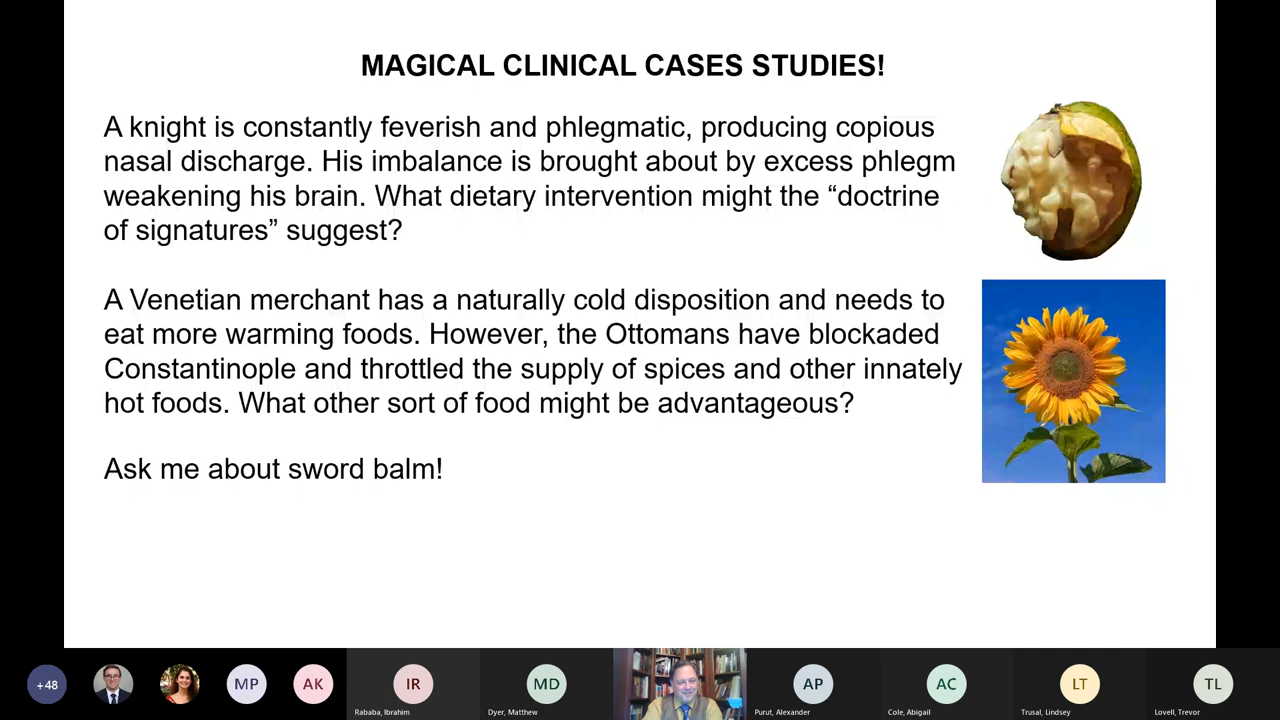 MAGICAL CLINICAL CASES STUDIES!
A knight is constantly feverish and phlegmatic, producing copious
nasal discharge. His imbalance is brought about by excess phlegm
weakening his brain. What dietary intervention might the “doctrine
of signatures” suggest?
A Venetian merchant has a naturally cold disposition and needs to
eat more warming foods. However, the Ottomans have blockaded
Constantinople and throttled the supply of spices and other innately
hot foods. What other sort of food might be advantageous?
Ask me about sword balm!
+48 MP AK IR MD AP AC LT TL
Rababa, Ibrahim Dyer, Matthew Purut, Alexander Cole, Abigail Trusal, Lindsey Lovell, Trevor